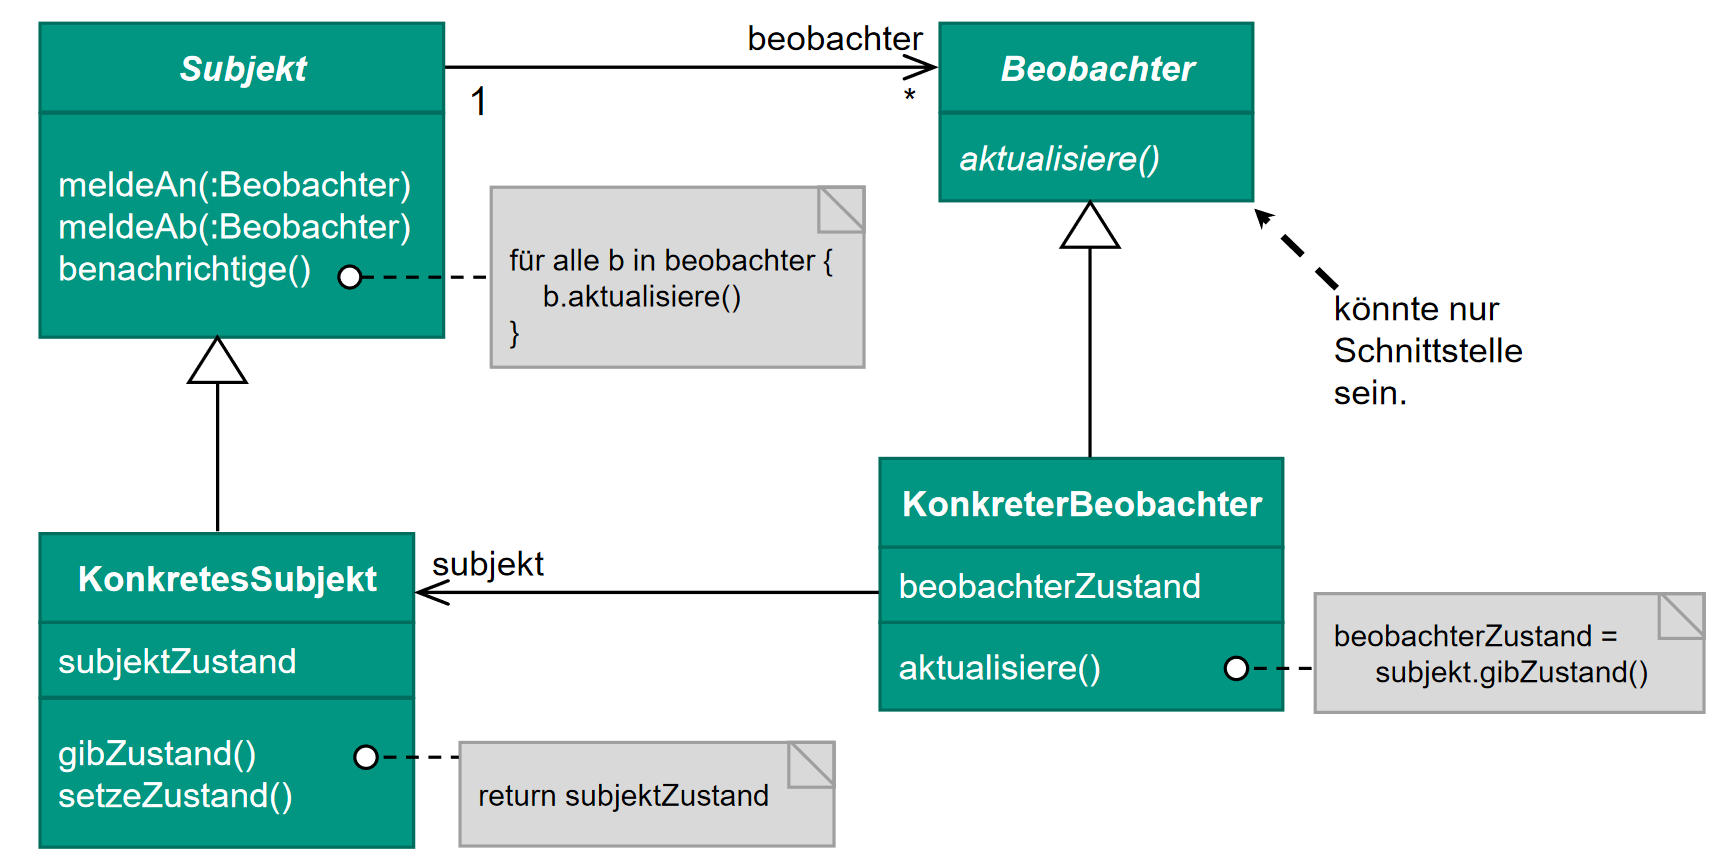 Subjekt
meldeAn(:Beobachter)
meldeAb(:Beobachter)
benachrichtige()
beobachter
1
*
Beobachter
aktualisiere()
für alle b in beobachter {
b.aktualisiere()
}
könnte nur
Schnittstelle
sein.
KonkretesSubjekt
subjektZustand
gibZustand()
setzeZustand()
subjekt
return subjektZustand
KonkreterBeobachter
beobachterZustand
aktualisiere()
beobachterZustand =
subjekt.gibZustand()